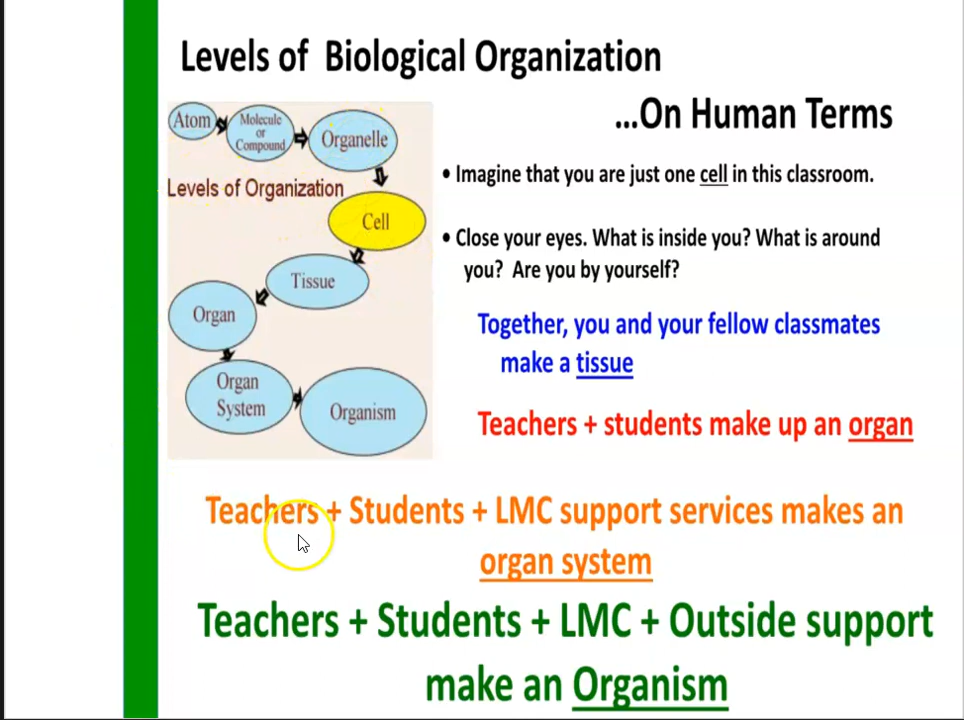 Levels of Biological Organization
...On Human Terms
Atom
Molecule
or
Compound
Organelle
Levels of Organization
Cell
Tissue
Organ
Organ
System
Organism
• Imagine that you are just one cell in this classroom.
• Close your eyes. What is inside you? What is around
you? Are you by yourself?
Together, you and your fellow classmates
make a tissue
Teachers + students make up an organ
Teachers + Students + LMC support services makes an
organ system
Teachers + Students + LMC + Outside support
make an Organism